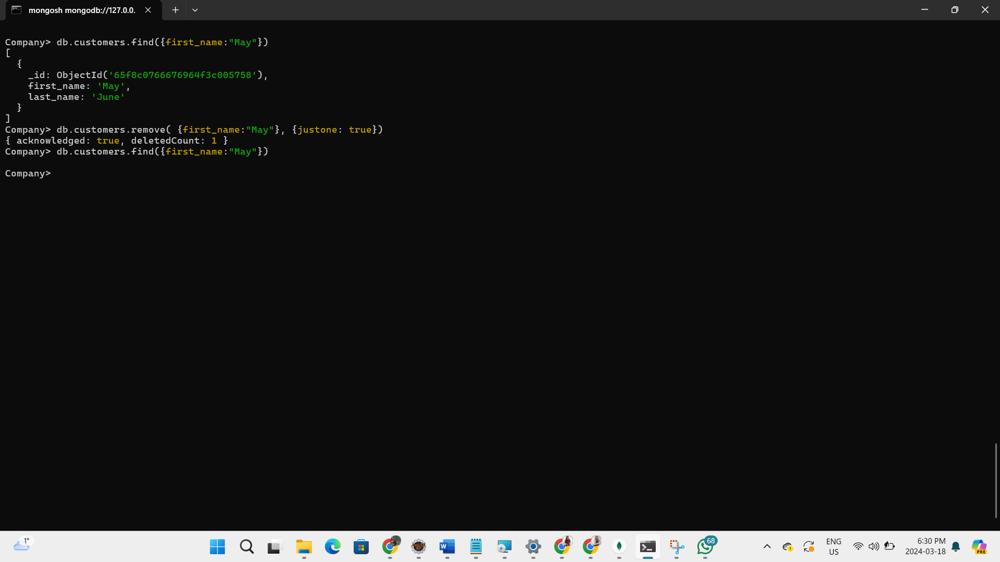 mongosh mongodb://127.0.0.
Company> db.customers.find({first_name:"May"})
[
{
_id: ObjectId('65f8c0766676964f3c005758'),
first_name: 'May',
last_name: 'June'
}
]
Company> db.customers.remove( {first_name:"May"}, {justone: true})
{ acknowledged: true, deletedCount: 1 }
Company> db.customers.find({first_name:"May"})
Company>
1°
W
68
ENG
US
6:30 PM
2024-03-18
PRE